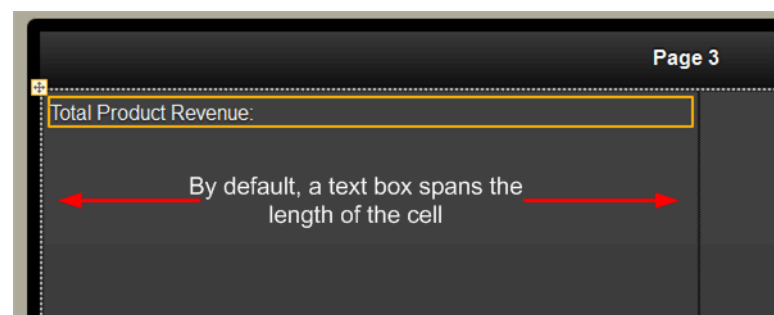 Page 3
Total Product Revenue:
By default, a text box spans the
length of the cell